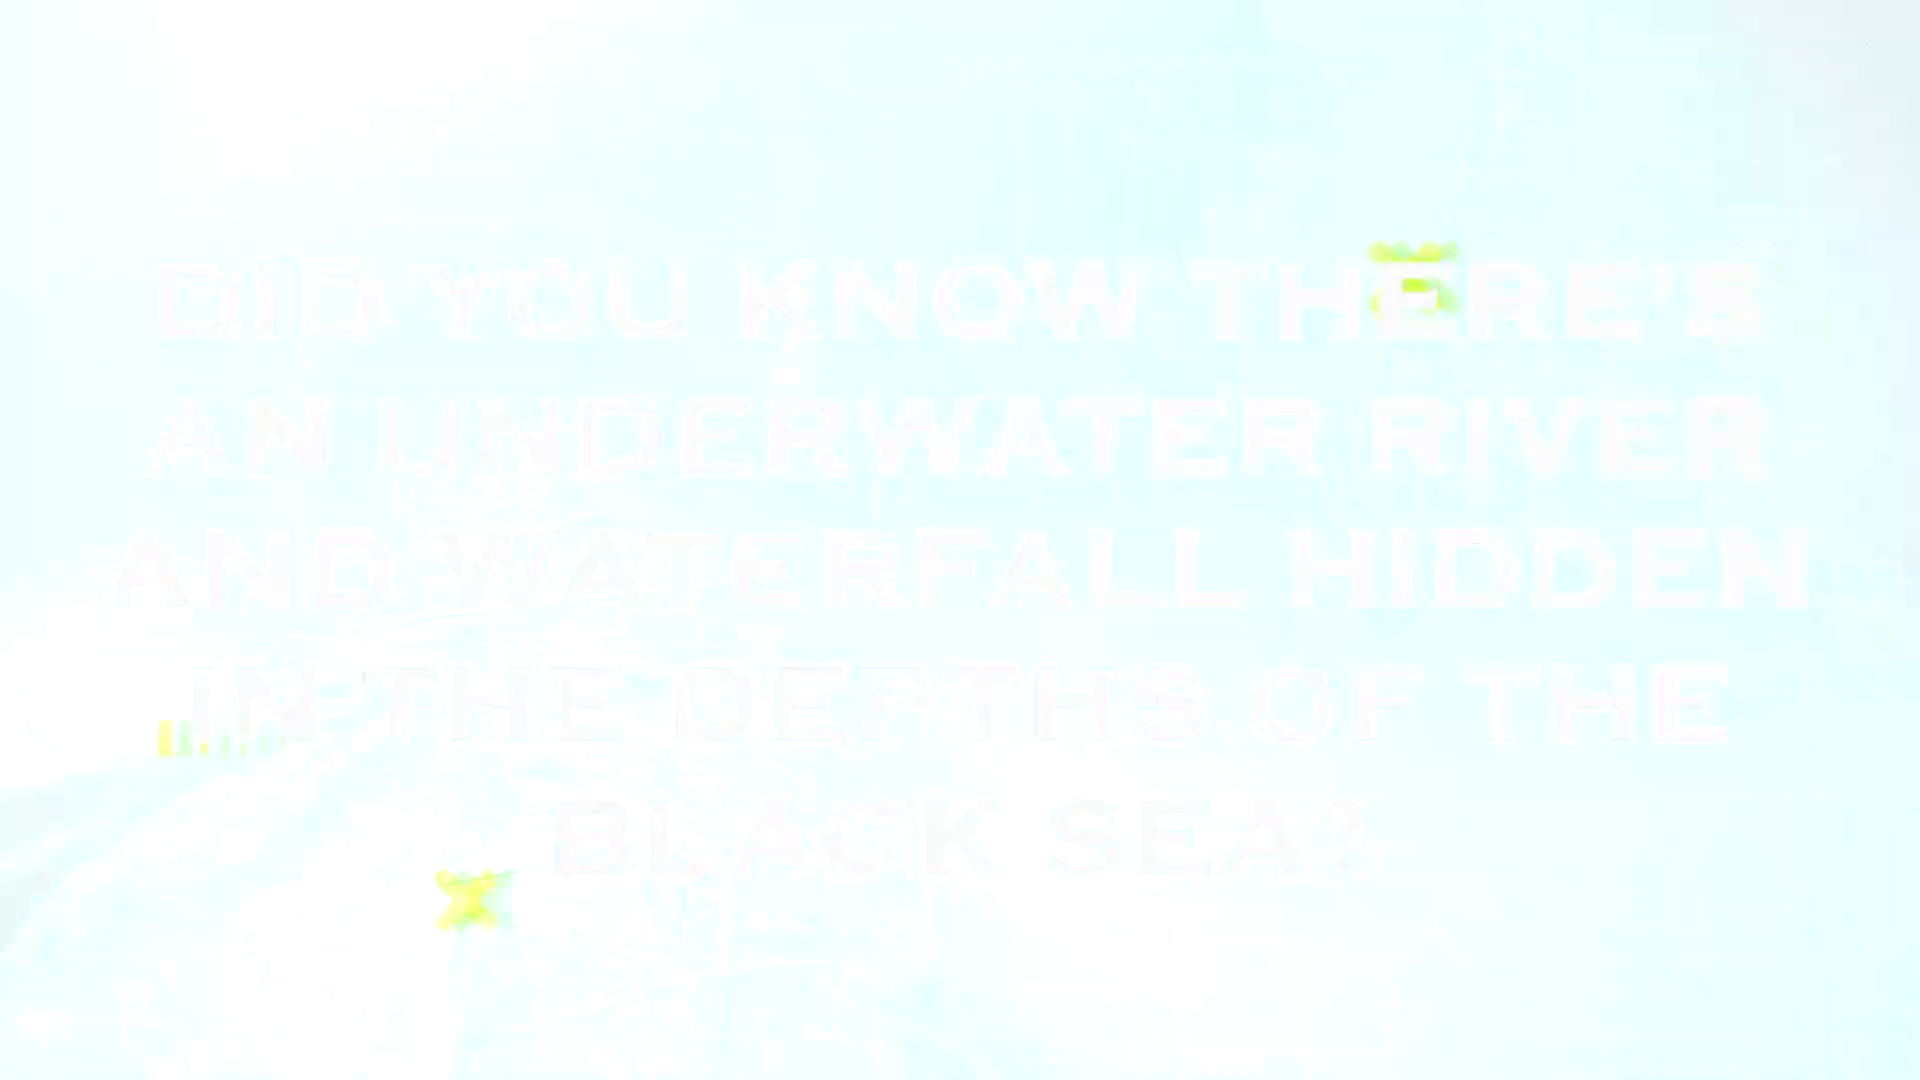 DID YOU KNOW THERE'S
AN UNDERWATER RIVER
AND WATERFALL HIDDEN
IN THE DEPTHS OF THE
BLACK SEA?